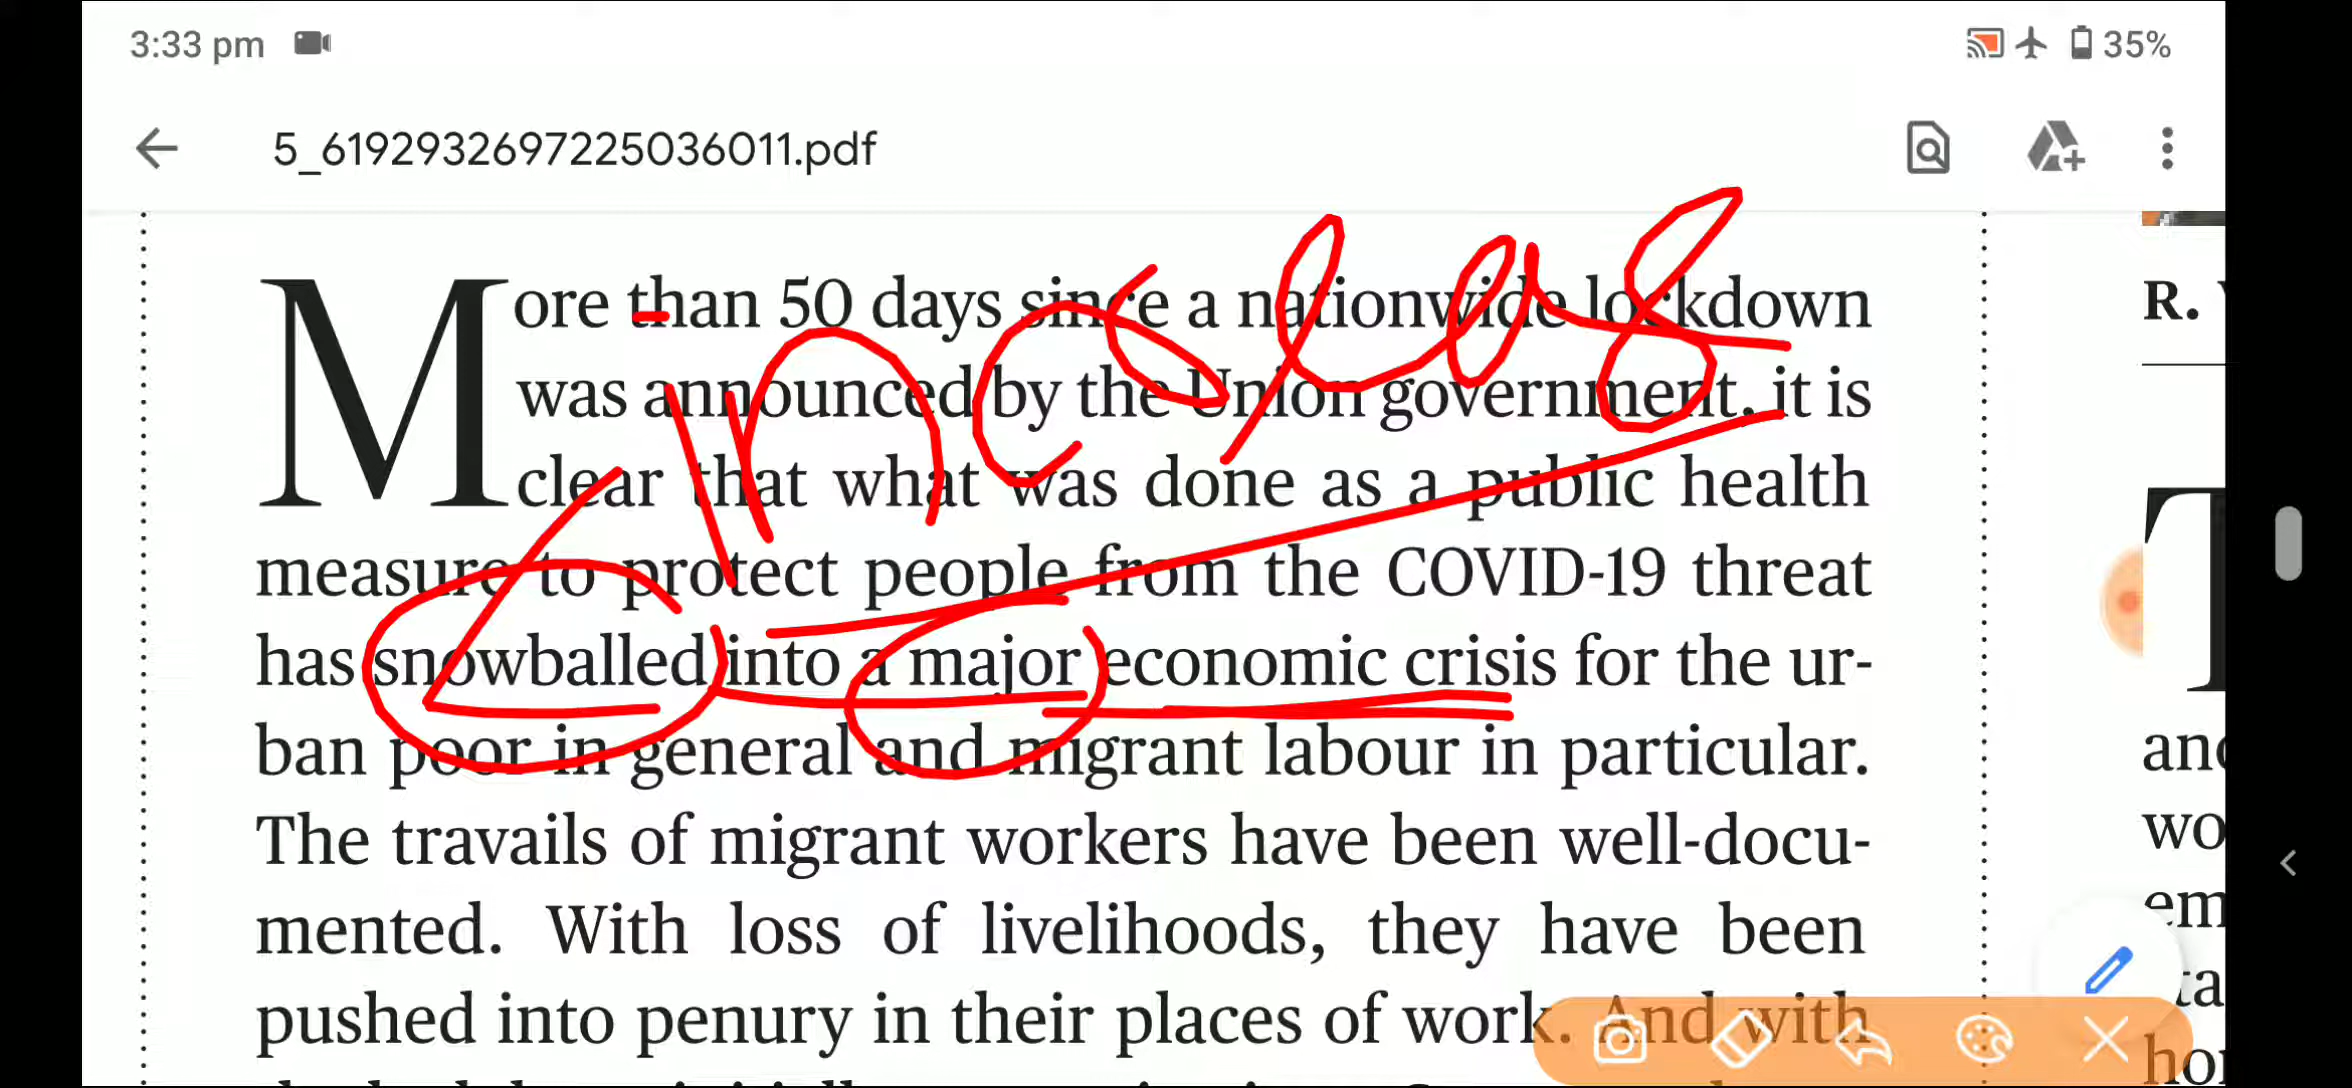 3:33 pm
35%
5_6192932697225036011.pdf
More than 50 days since a nationwide lockdown
was announced by the Union government, it is
clear that what was done as a public health
measure to protect people from the COVID-19 threat
has snowballed into a major economic crisis for the ur-
ban poor in general and migrant labour in particular.
The travails of migrant workers have been well-docu-
mented. With loss of livelihoods, they have been
pushed into penury in their places of work. And with
R.
T